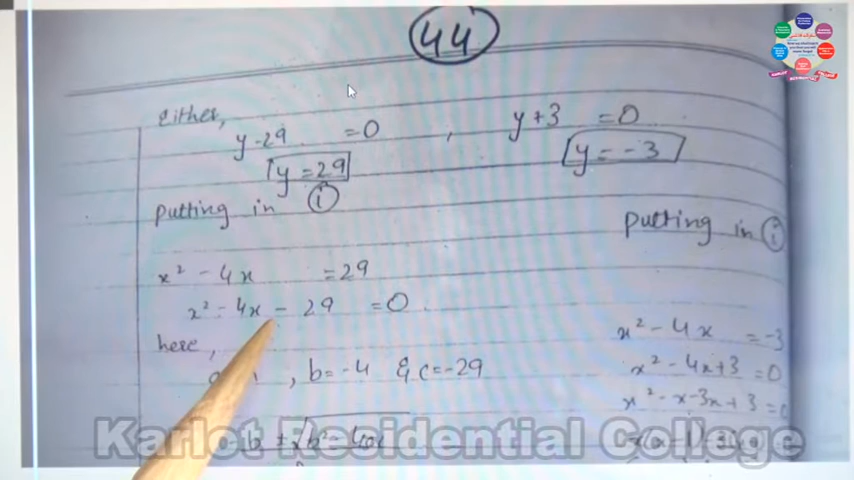 44
Either,
y-29 =0 , y+3 =0
y=29 y=-3
putting in (i)
putting in (i)
x² - 4x =29
x² - 4x - 29 =0
here,
, b=-4 & c=-29
x² - 4x =-3
x² - 4x+3 =0
x² - x - 3x + 3 =0
Karlot Residential College